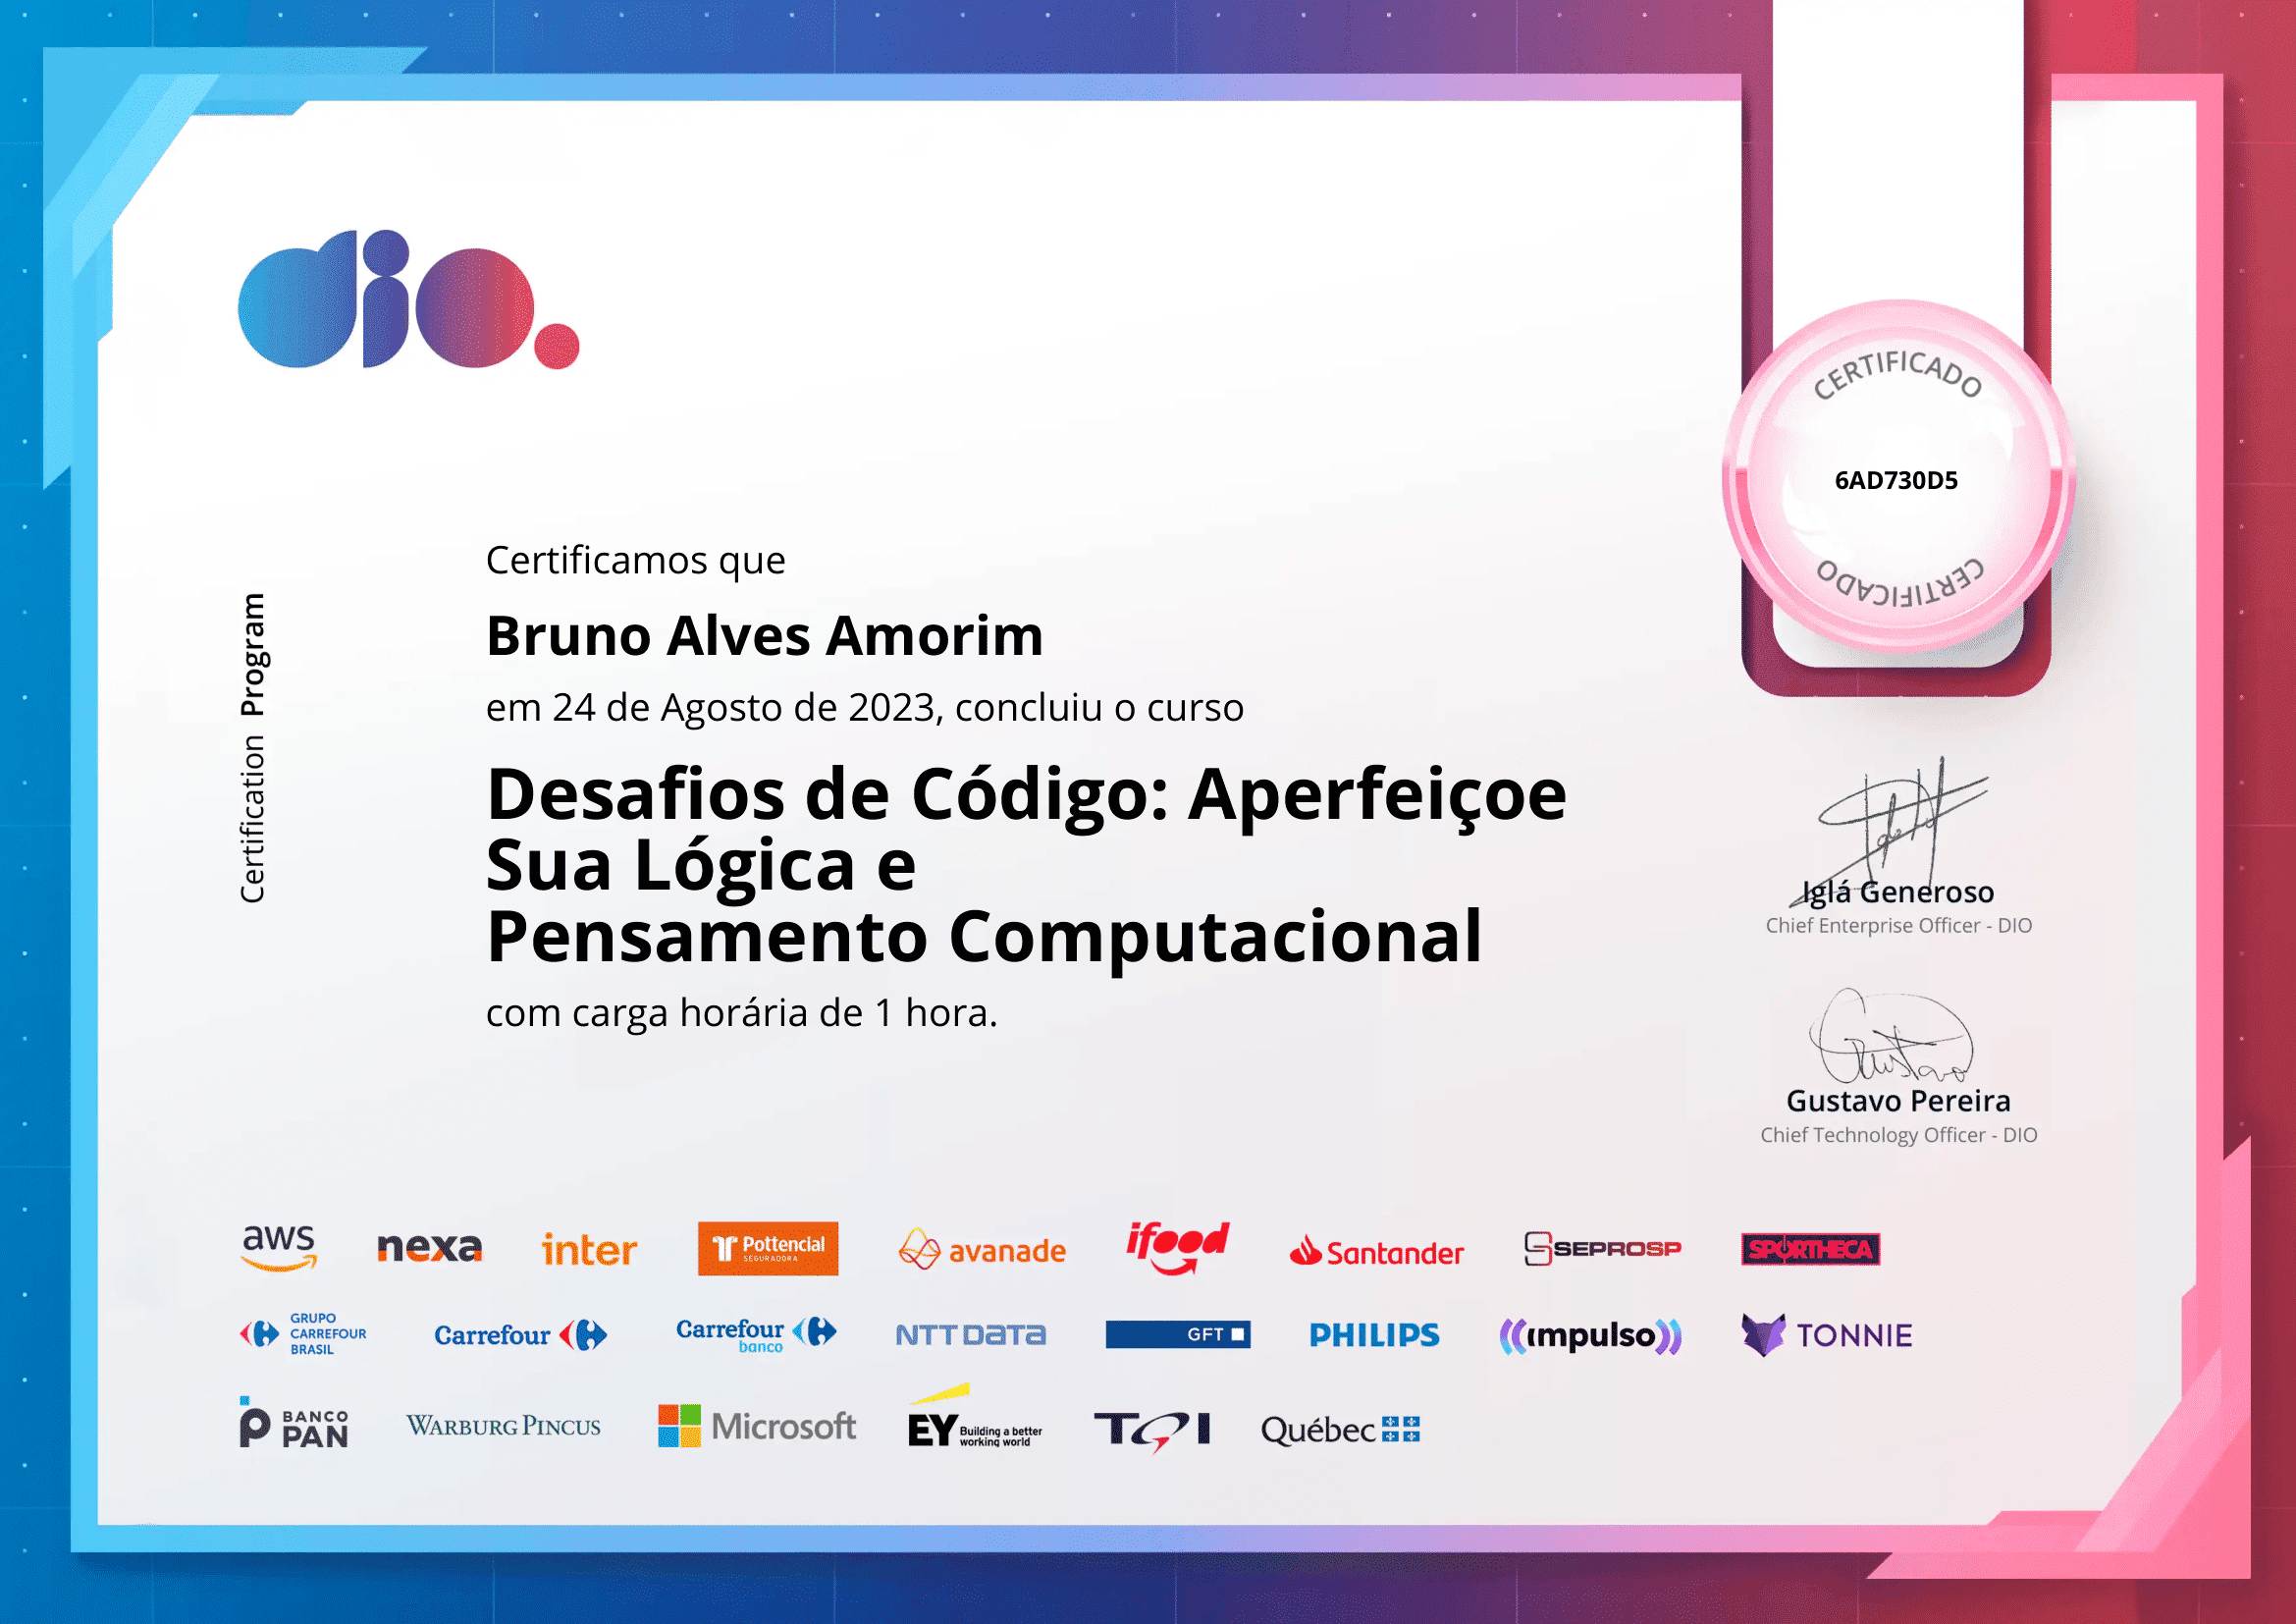 dio.
CERTIFICADO
6AD730D5
CERTIFICADO
Certification Program
Certificamos que
Bruno Alves Amorim
em 24 de Agosto de 2023, concluiu o curso
Desafios de Código: Aperfeiçoe
Sua Lógica e
Pensamento Computacional
com carga horária de 1 hora.
Iglá Generoso
Chief Enterprise Officer - DIO
Gustavo
Gustavo Pereira
Chief Technology Officer - DIO
aws nexa inter Pottencial SEGURADORA avanade ifood Santander SEPROSP SPORTHECA
GRUPO CARREFOUR BRASIL Carrefour Carrefour banco NTT DATA GFT PHILIPS impulso TONNIE
BANCO PAN WARBURG PINCUS Microsoft EY Building a better working world TQI Québec